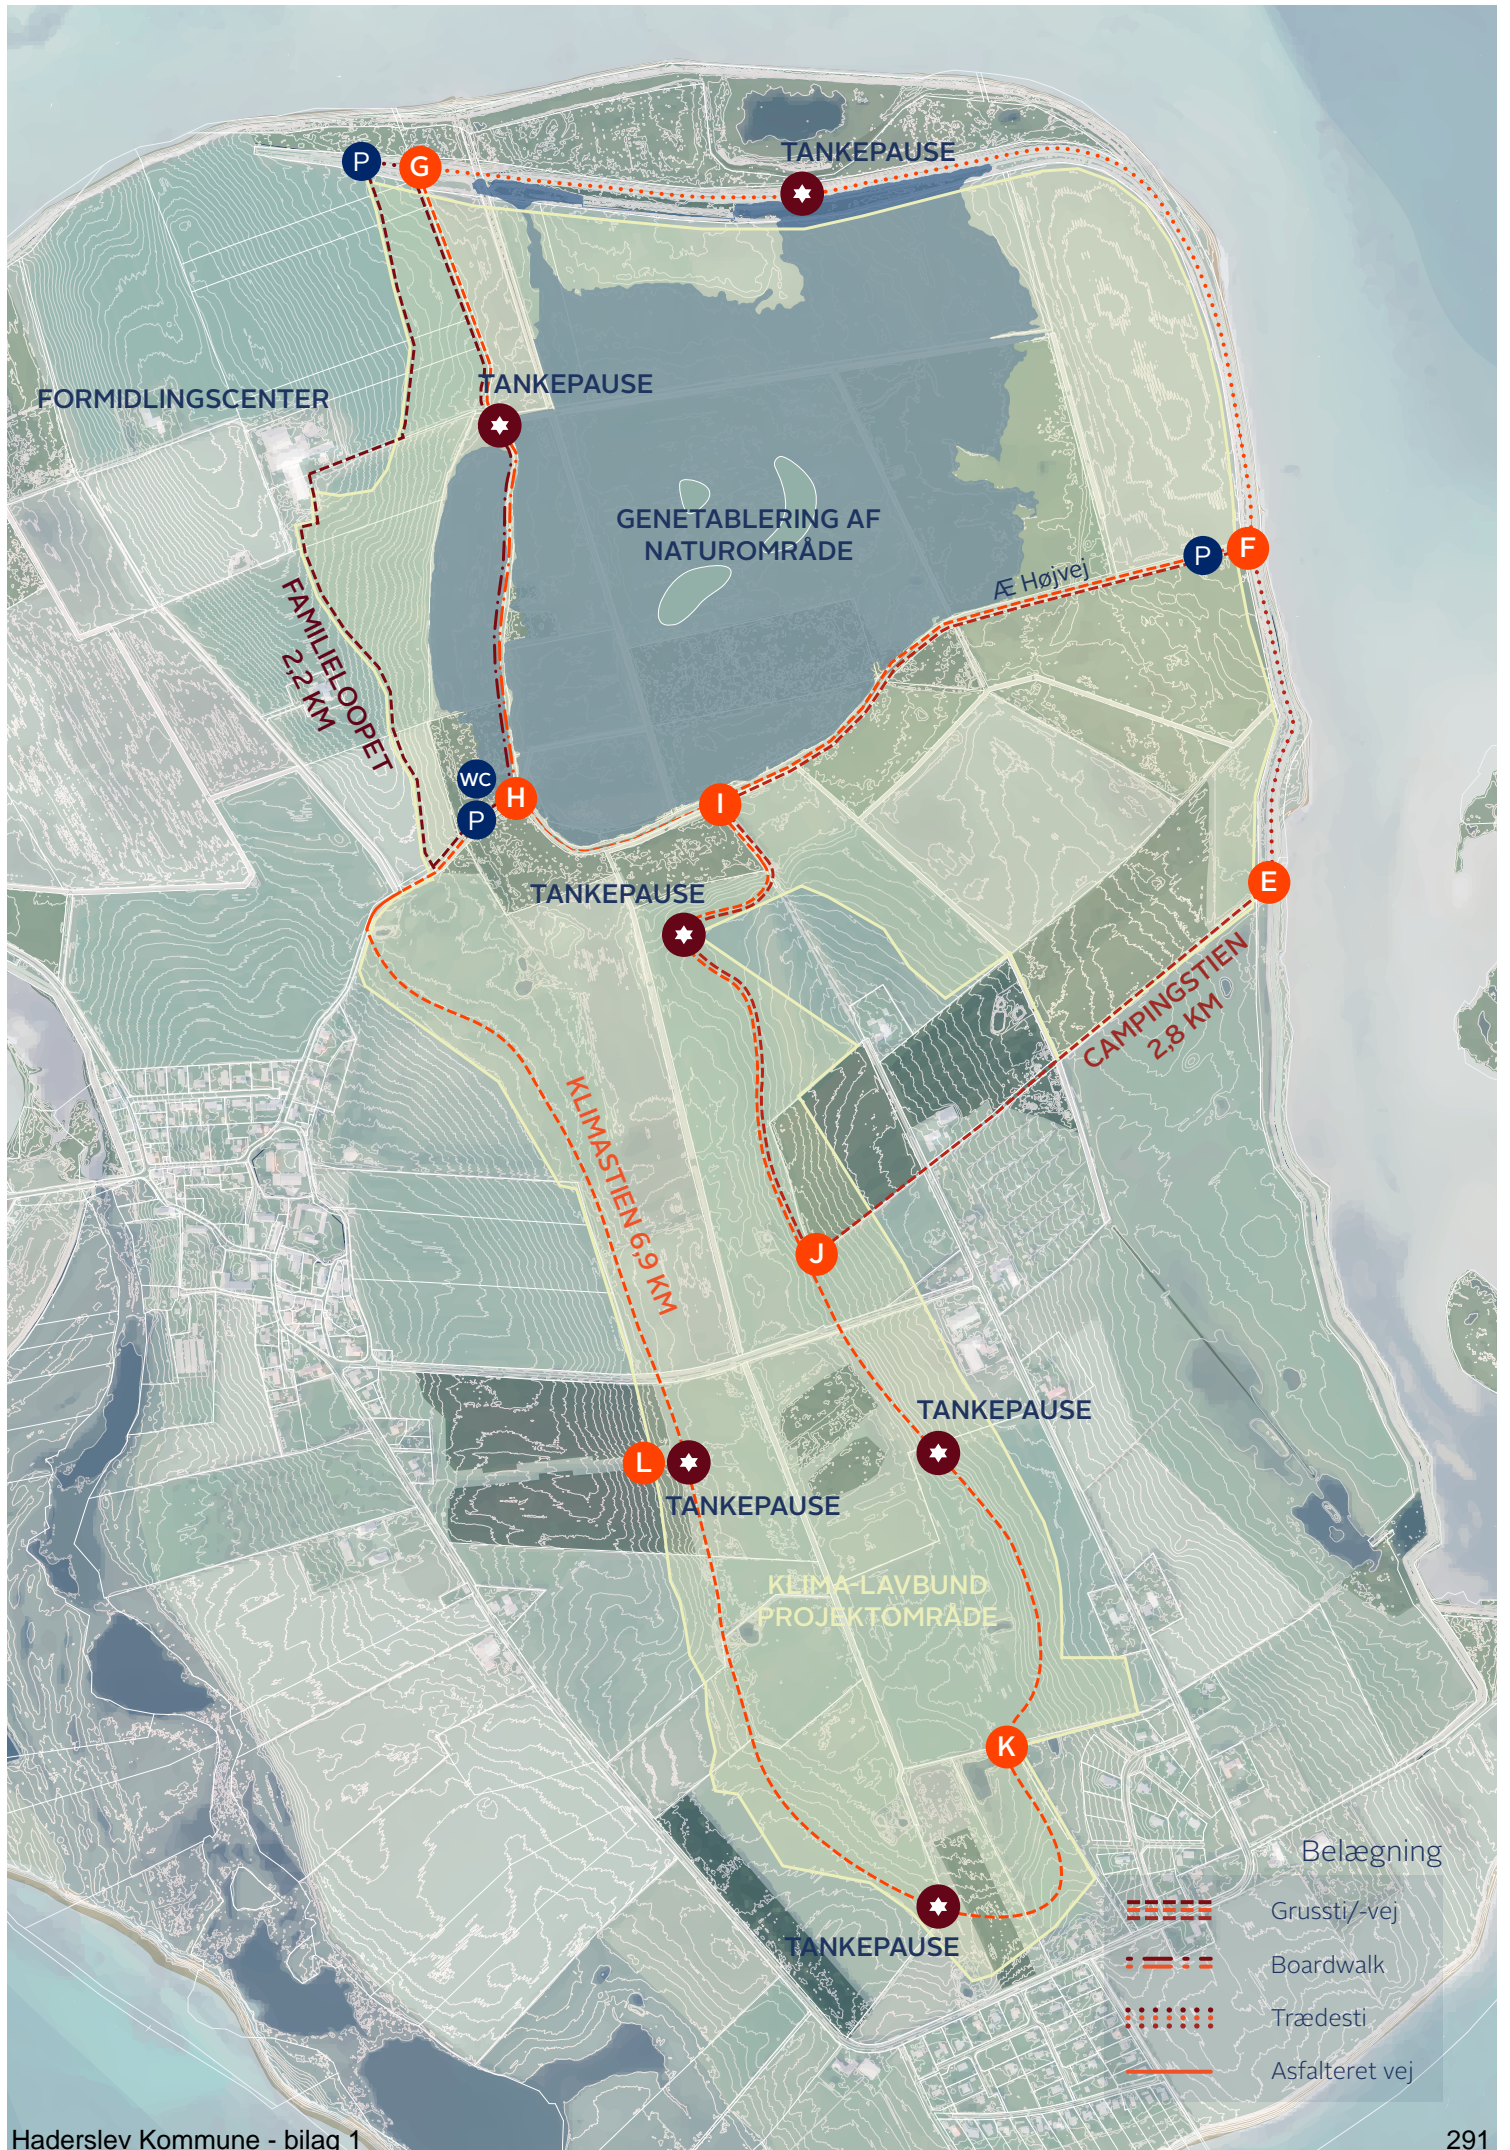 TANKEPAUSE
P
G
TANKEPAUSE
FORMIDLINGSCENTER
GENETABLERING AF
NATUROMRÅDE
P
F
Æ Højvej
FAMILIELOOPET
2,2 KM
WC
H
P
I
TANKEPAUSE
E
CAMPINGSTIEN
2,8 KM
KLIMASTIEN 6,9 KM
J
TANKEPAUSE
L
TANKEPAUSE
KLIMA-LAVBUND
PROJEKTOMRÅDE
K
TANKEPAUSE
Belægning
Grussti/-vej
Boardwalk
Trædesti
Asfalteret vej
Haderslev Kommune - bilag 1
291